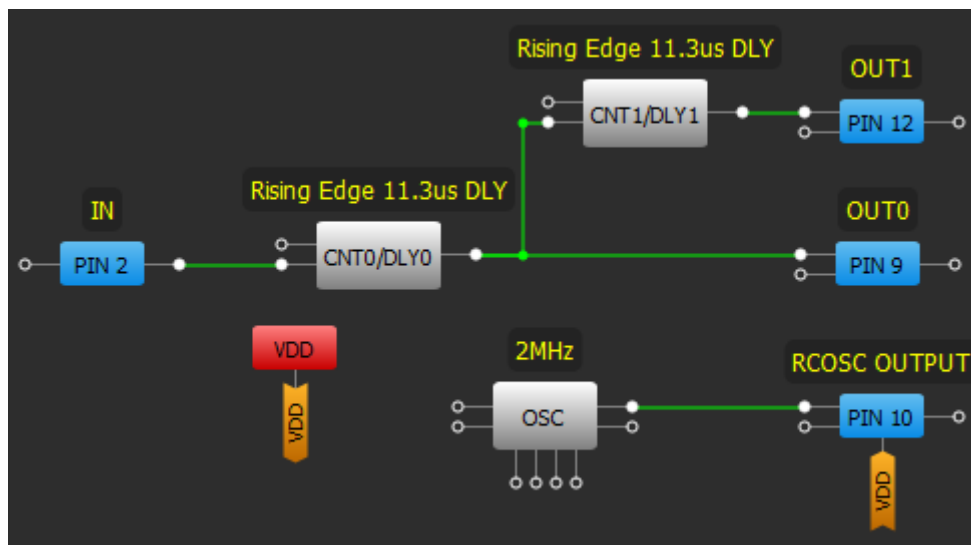 Rising Edge 11.3us DLY
OUT1
CNT1/DLY1
PIN 12
Rising Edge 11.3us DLY
IN
OUT0
CNT0/DLY0
PIN 2
PIN 9
VDD
2MHz
RCOSC OUTPUT
VDD
OSC
PIN 10
VDD